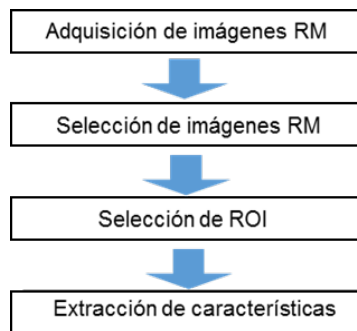 Adquisición de imágenes RM
Selección de imágenes RM
Selección de ROI
Extracción de características